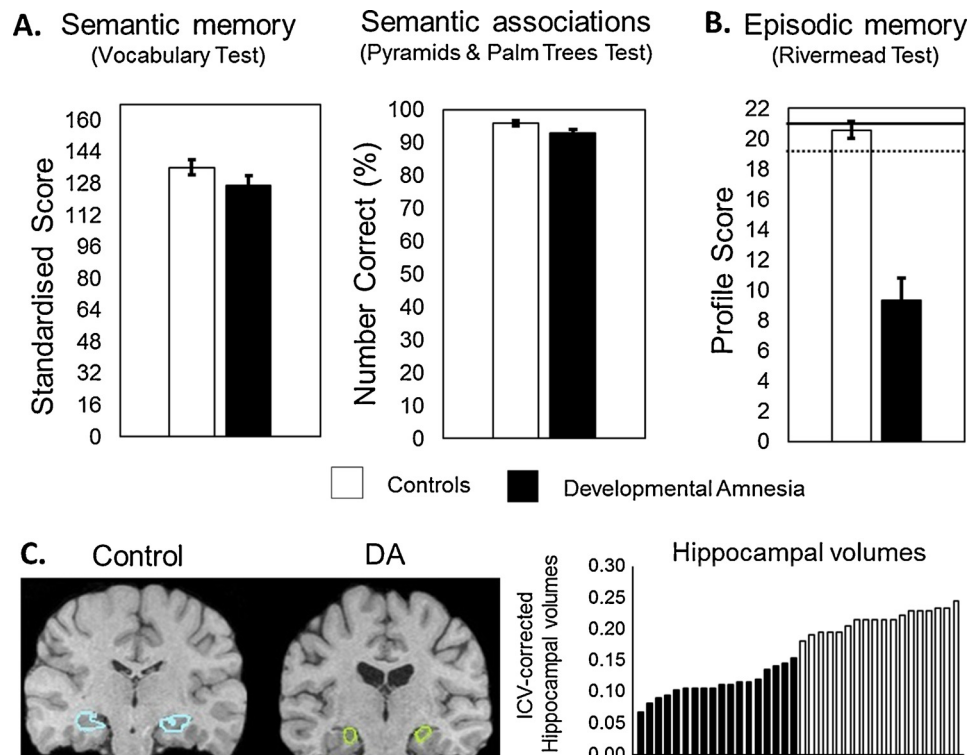 A. Semantic memory
(Vocabulary Test)
Semantic associations
(Pyramids & Palm Trees Test)
B. Episodic memory
(Rivermead Test)
Standardised Score
160
144
128
112
96
80
64
48
32
16
0
Number Correct (%)
100
90
80
70
60
50
40
30
20
10
0
Profile Score
22
20
18
16
14
12
10
8
6
4
2
0
Controls
Developmental Amnesia
C. Control
DA
Hippocampal volumes
ICV-corrected
Hippocampal volumes
0.30
0.25
0.20
0.15
0.10
0.05
0.00